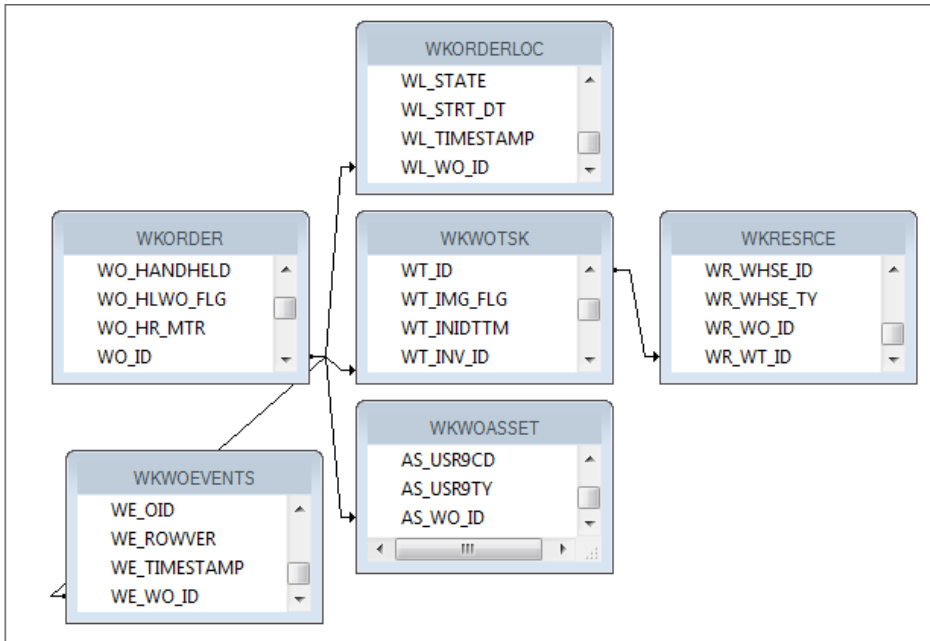 WKORDERLOC
WL_STATE
WL_STRT_DT
WL_TIMESTAMP
WL_WO_ID
WKORDER
WO_HANDHELD
WO_HLWO_FLG
WO_HR_MTR
WO_ID
WKWOTSK
WT_ID
WT_IMG_FLG
WT_INIDTTM
WT_INV_ID
WKRESRCE
WR_WHSE_ID
WR_WHSE_TY
WR_WO_ID
WR_WT_ID
WKWOASSET
AS_USR9CD
AS_USR9TY
AS_WO_ID
WKWOEVENTS
WE_OID
WE_ROWVER
WE_TIMESTAMP
WE_WO_ID